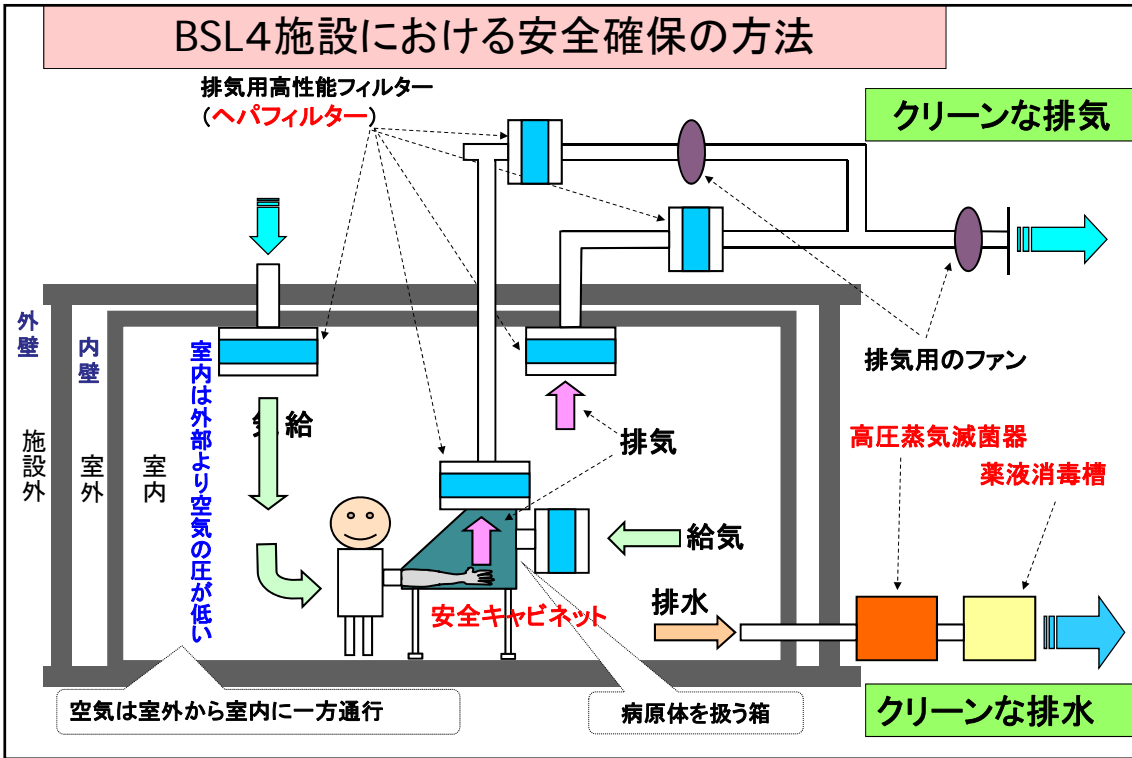 BSL4施設における安全確保の方法
排気用高性能フィルター
(ヘパフィルター)
クリーンな排気
外壁
内壁
施設外
室外
室内
室内は外部より空気の圧が低い
給気
排気
排気用のファン
高圧蒸気滅菌器
薬液消毒槽
給気
安全キャビネット
排水
空気は室外から室内に一方通行
病原体を扱う箱
クリーンな排水